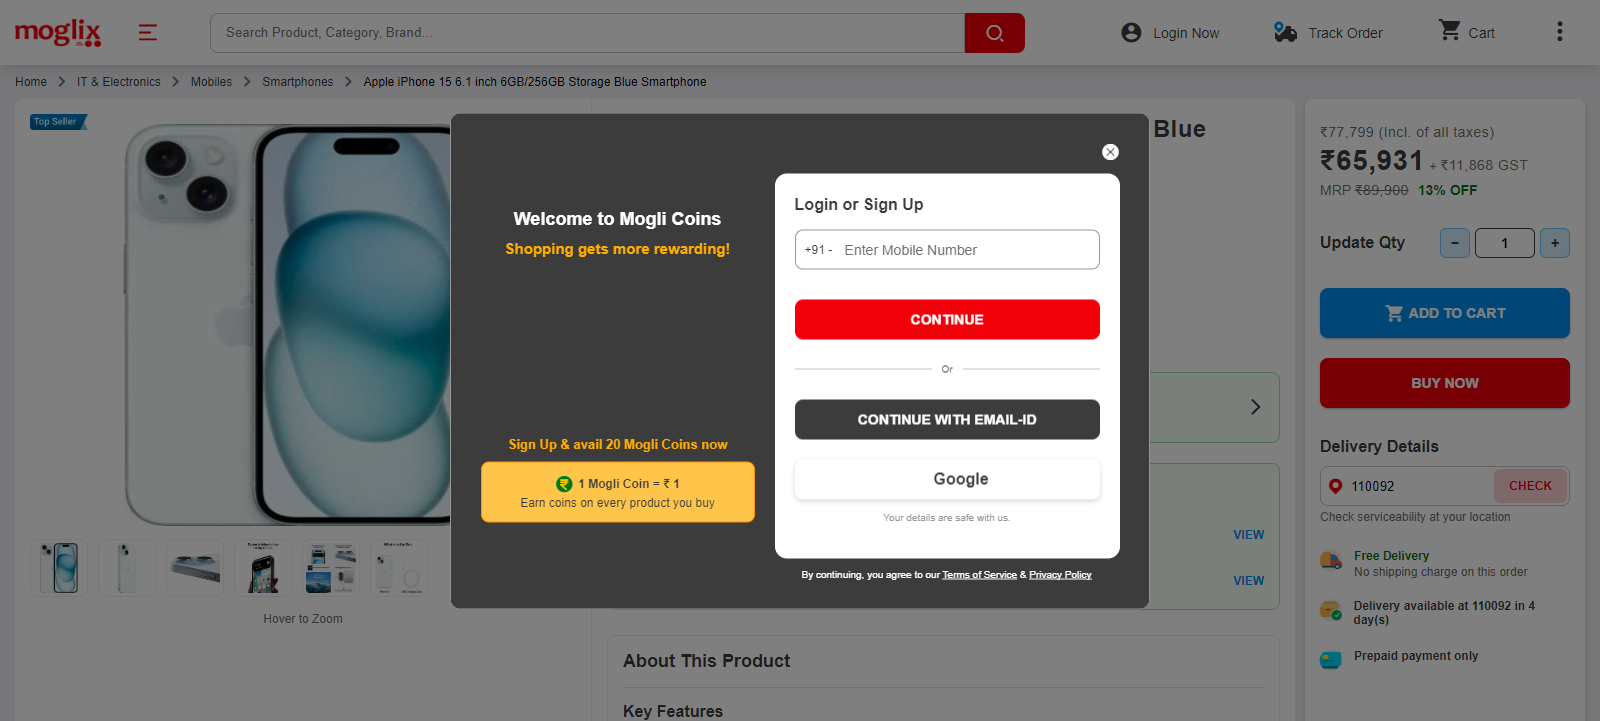 moglix
Search Product, Category, Brand...
Login Now
Track Order
Cart
Home > IT & Electronics > Mobiles > Smartphones > Apple iPhone 15 6.1 inch 6GB/256GB Storage Blue Smartphone
Top Seller
Hover to Zoom
Blue
Welcome to Mogli Coins
Shopping gets more rewarding!
Sign Up & avail 20 Mogli Coins now
1 Mogli Coin = ₹ 1
Earn coins on every product you buy
Login or Sign Up
+91 - Enter Mobile Number
CONTINUE
Or
CONTINUE WITH EMAIL-ID
Google
Your details are safe with us.
By continuing, you agree to our Terms of Service & Privacy Policy
VIEW
VIEW
About This Product
Key Features
₹77,799 (Incl. of all taxes)
₹65,931 + ₹11,868 GST
MRP ₹89,900 13% OFF
Update Qty - 1 +
ADD TO CART
BUY NOW
Delivery Details
110092 CHECK
Check serviceability at your location
Free Delivery
No shipping charge on this order
Delivery available at 110092 in 4
day(s)
Prepaid payment only